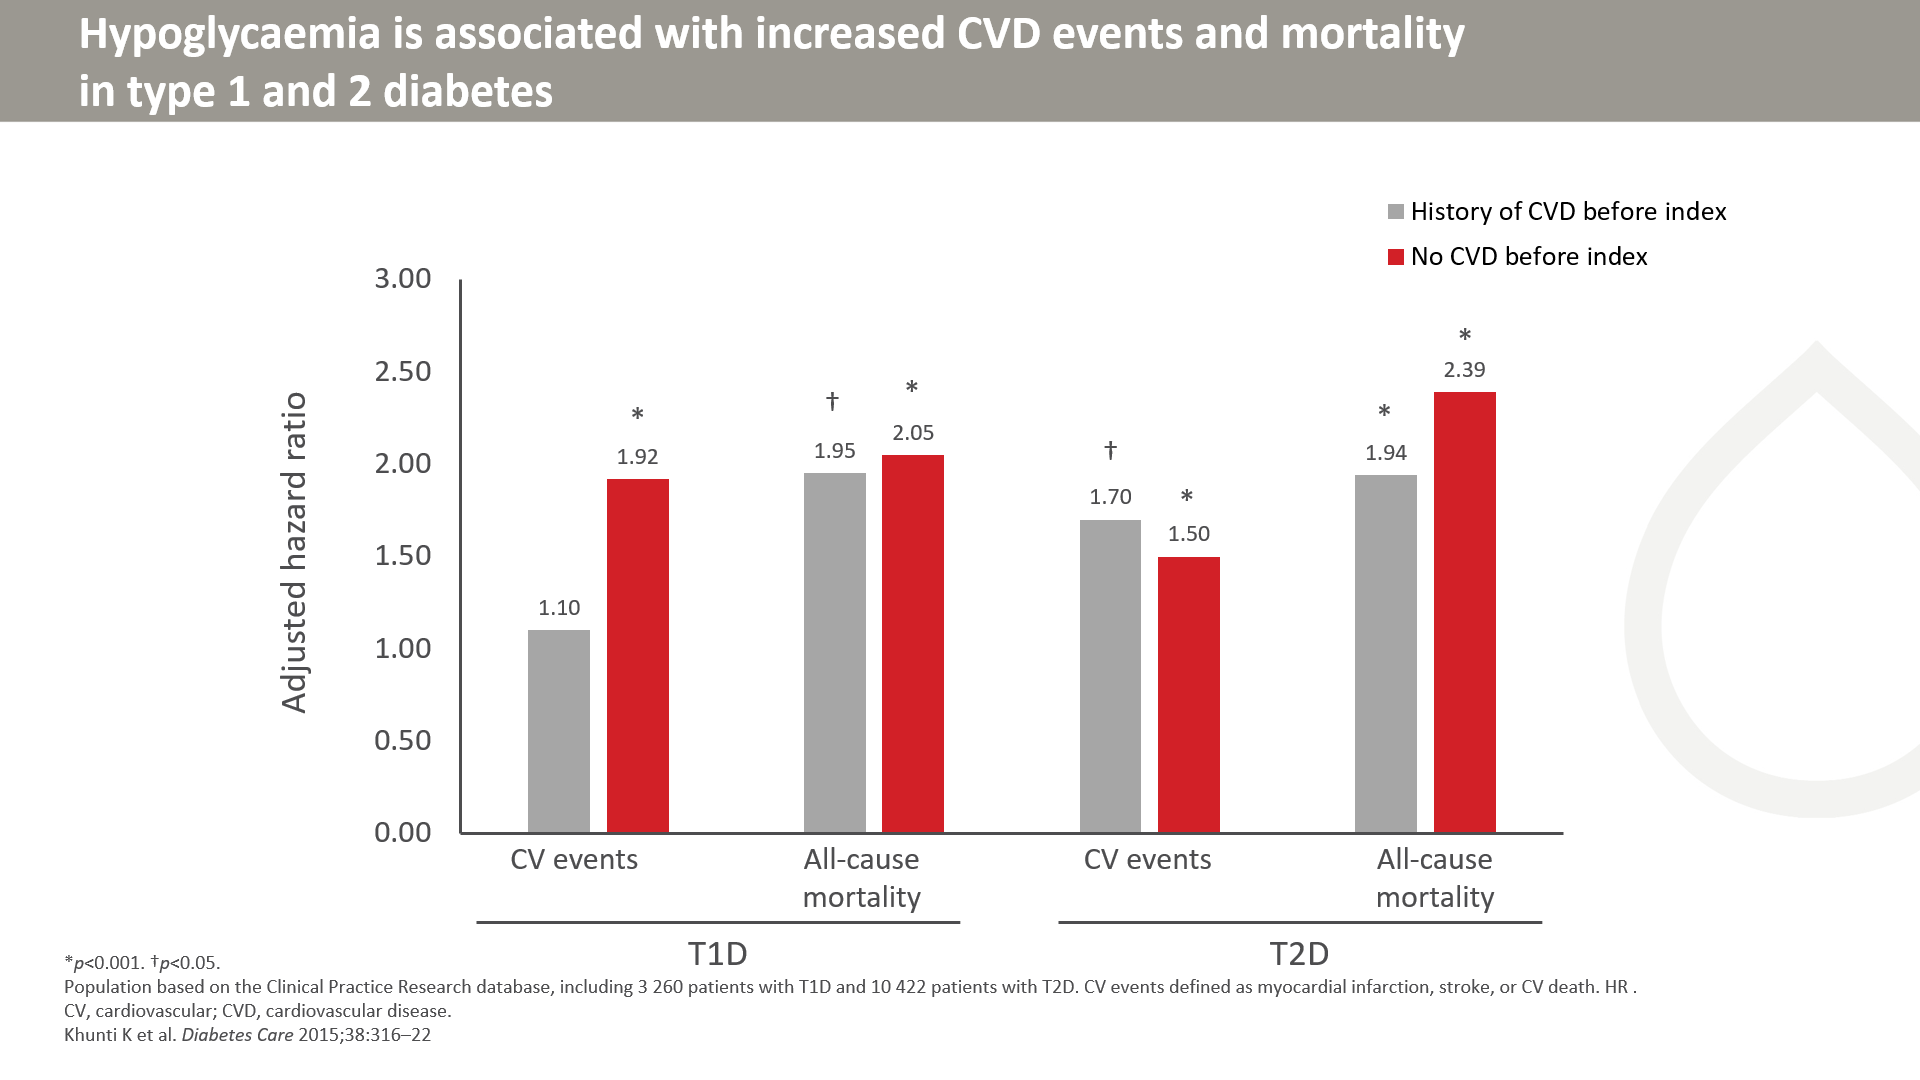 Hypoglycaemia is associated with increased CVD events and mortality
in type 1 and 2 diabetes
History of CVD before index
No CVD before index
Adjusted hazard ratio
3.00
2.50
2.00
1.50
1.00
0.50
0.00
1.10
*
1.92
†
1.95
*
2.05
†
1.70
*
1.50
*
1.94
*
2.39
CV events
All-cause
mortality
CV events
All-cause
mortality
T1D
T2D
*p<0.001. †p<0.05.
Population based on the Clinical Practice Research database, including 3 260 patients with T1D and 10 422 patients with T2D. CV events defined as myocardial infarction, stroke, or CV death. HR .
CV, cardiovascular; CVD, cardiovascular disease.
Khunti K et al. Diabetes Care 2015;38:316–22